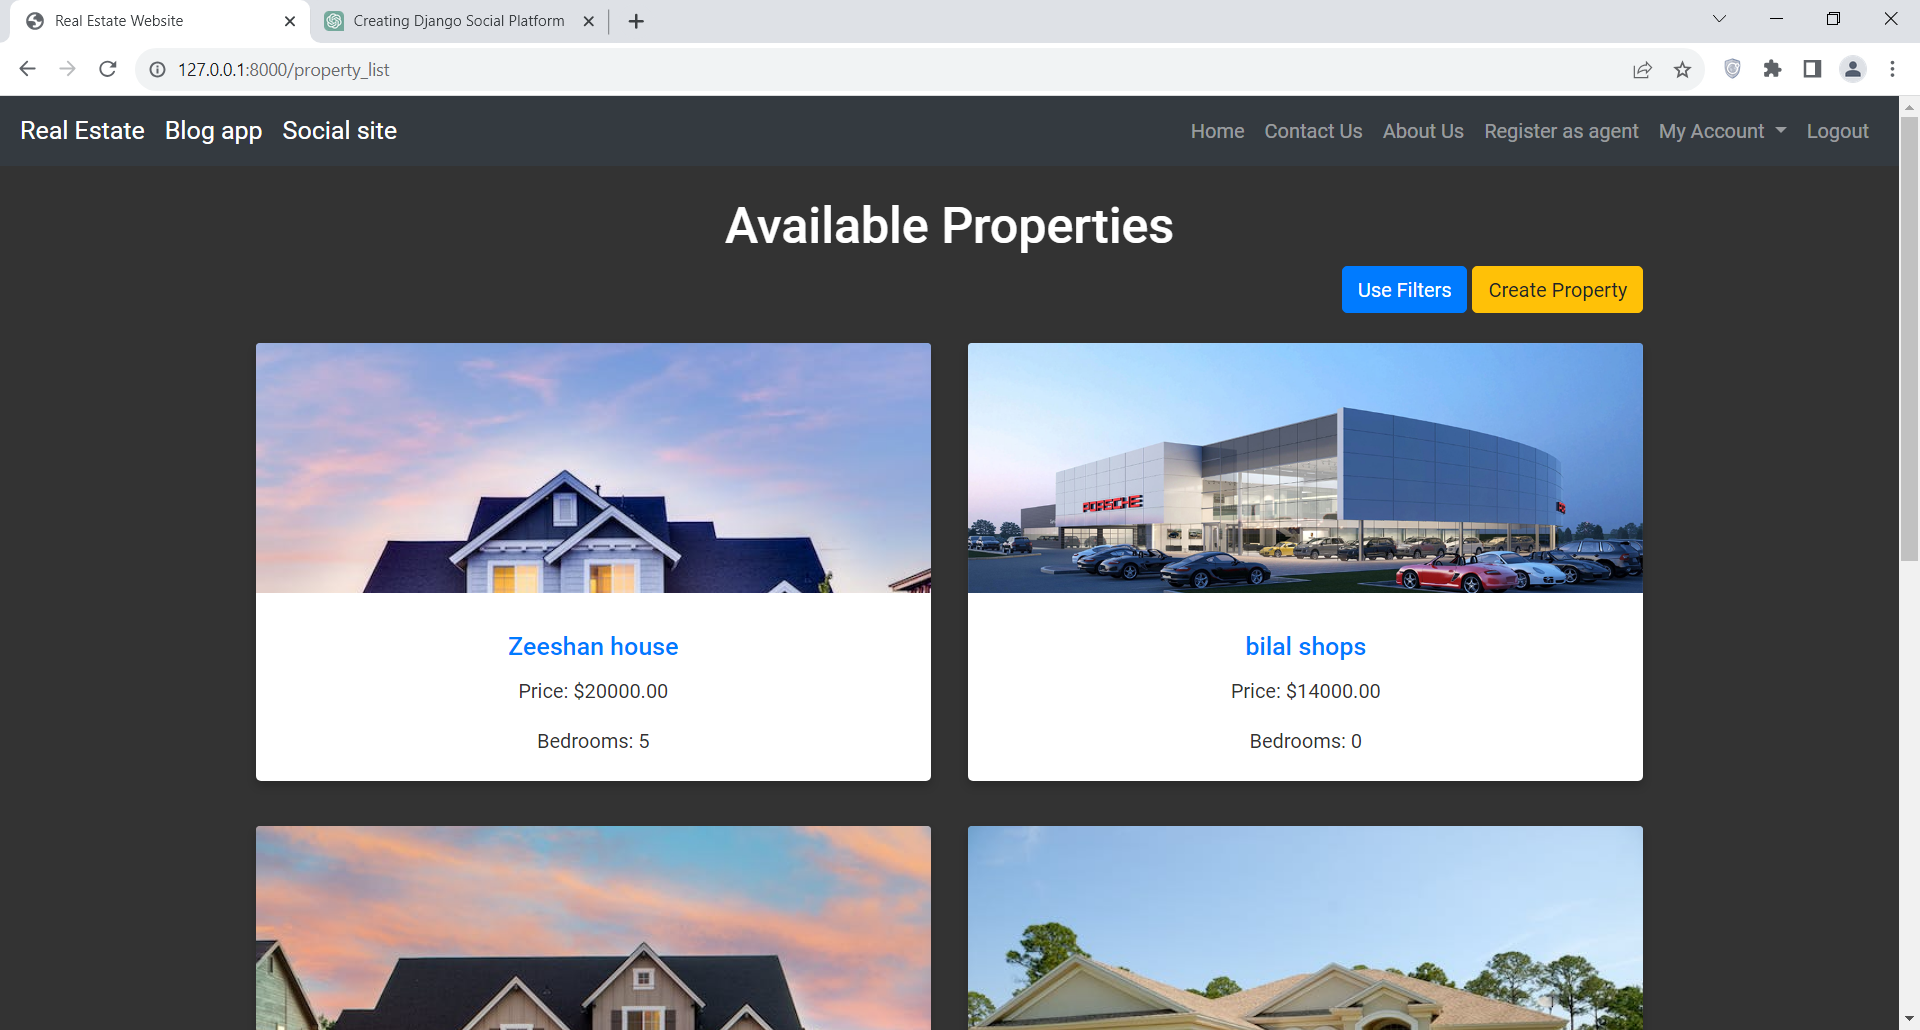 Real Estate Website
Creating Django Social Platform
127.0.0.1:8000/property_list
Real Estate Blog app Social site
Home Contact Us About Us Register as agent My Account Logout
Available Properties
Use Filters Create Property
PORSCHE
Zeeshan house
Price: $20000.00
Bedrooms: 5
bilal shops
Price: $14000.00
Bedrooms: 0